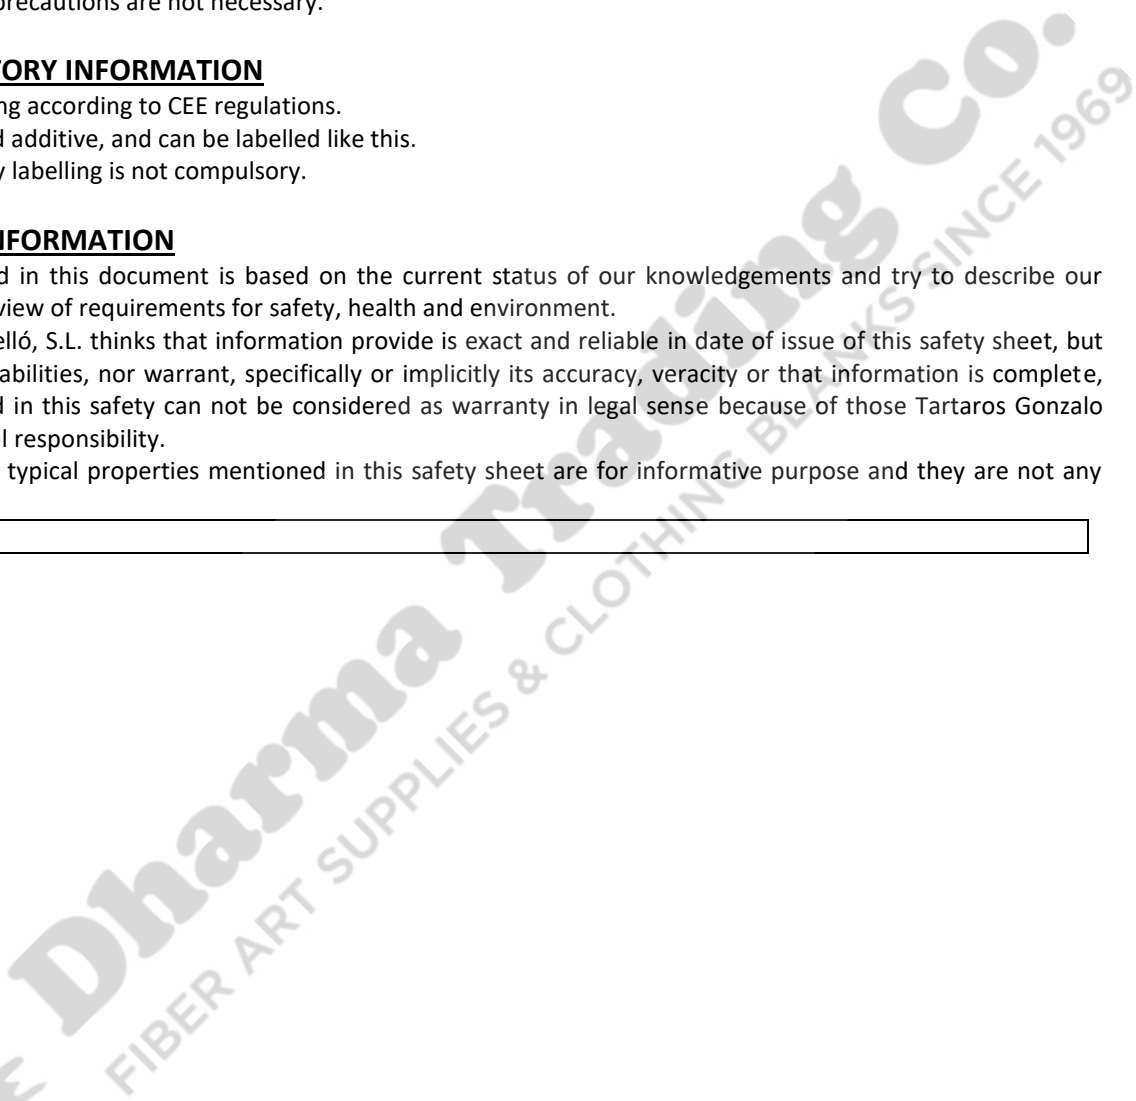 precautions are not necessary.
TORY INFORMATION
ng according to CEE regulations.
d additive, and can be labelled like this.
y labelling is not compulsory.
NFORMATION
d in this document is based on the current status of our knowledgements and try to describe our
view of requirements for safety, health and environment.
elló, S.L. thinks that information provide is exact and reliable in date of issue of this safety sheet, but
abilities, nor warrant, specifically or implicitly its accuracy, veracity or that information is complete,
d in this safety can not be considered as warranty in legal sense because of those Tartaros Gonzalo
l responsibility.
typical properties mentioned in this safety sheet are for informative purpose and they are not any
Dharma Trading Co.
FIBER ART SUPPLIES & CLOTHING BLANKS SINCE 1969